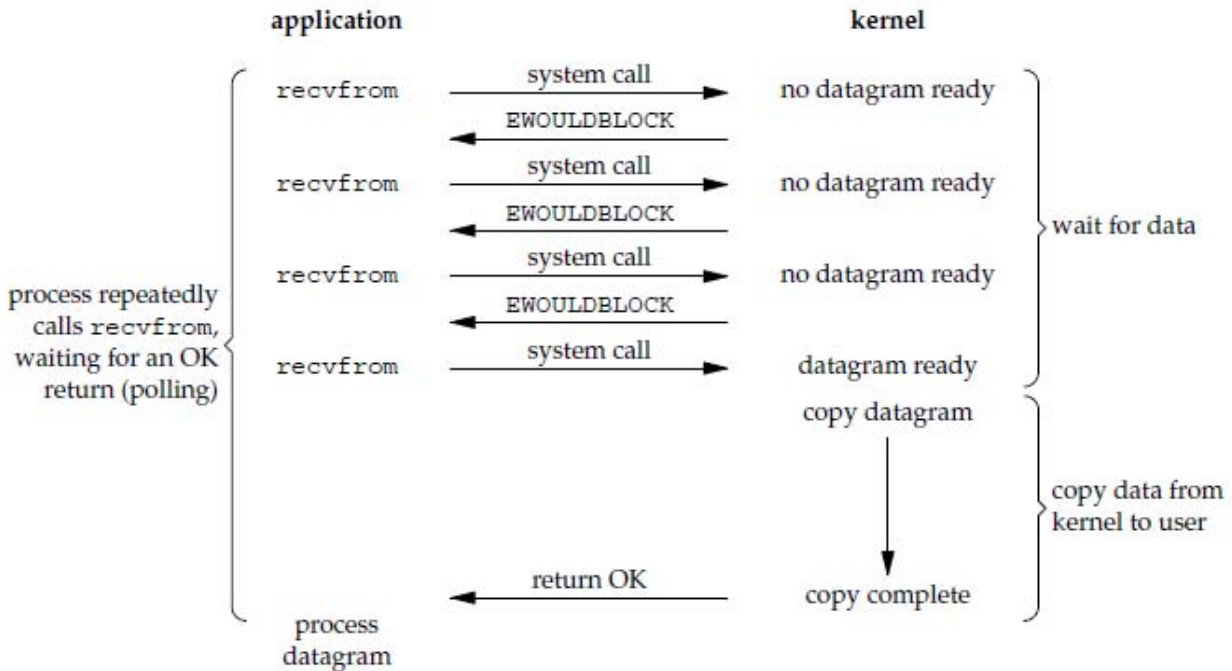 application
kernel
recvfrom
system call
no datagram ready
EWOULDBLOCK
recvfrom
system call
no datagram ready
EWOULDBLOCK
recvfrom
system call
no datagram ready
EWOULDBLOCK
recvfrom
system call
datagram ready
wait for data
process repeatedly
calls recvfrom,
waiting for an OK
return (polling)
copy datagram
copy data from
kernel to user
return OK
copy complete
process
datagram